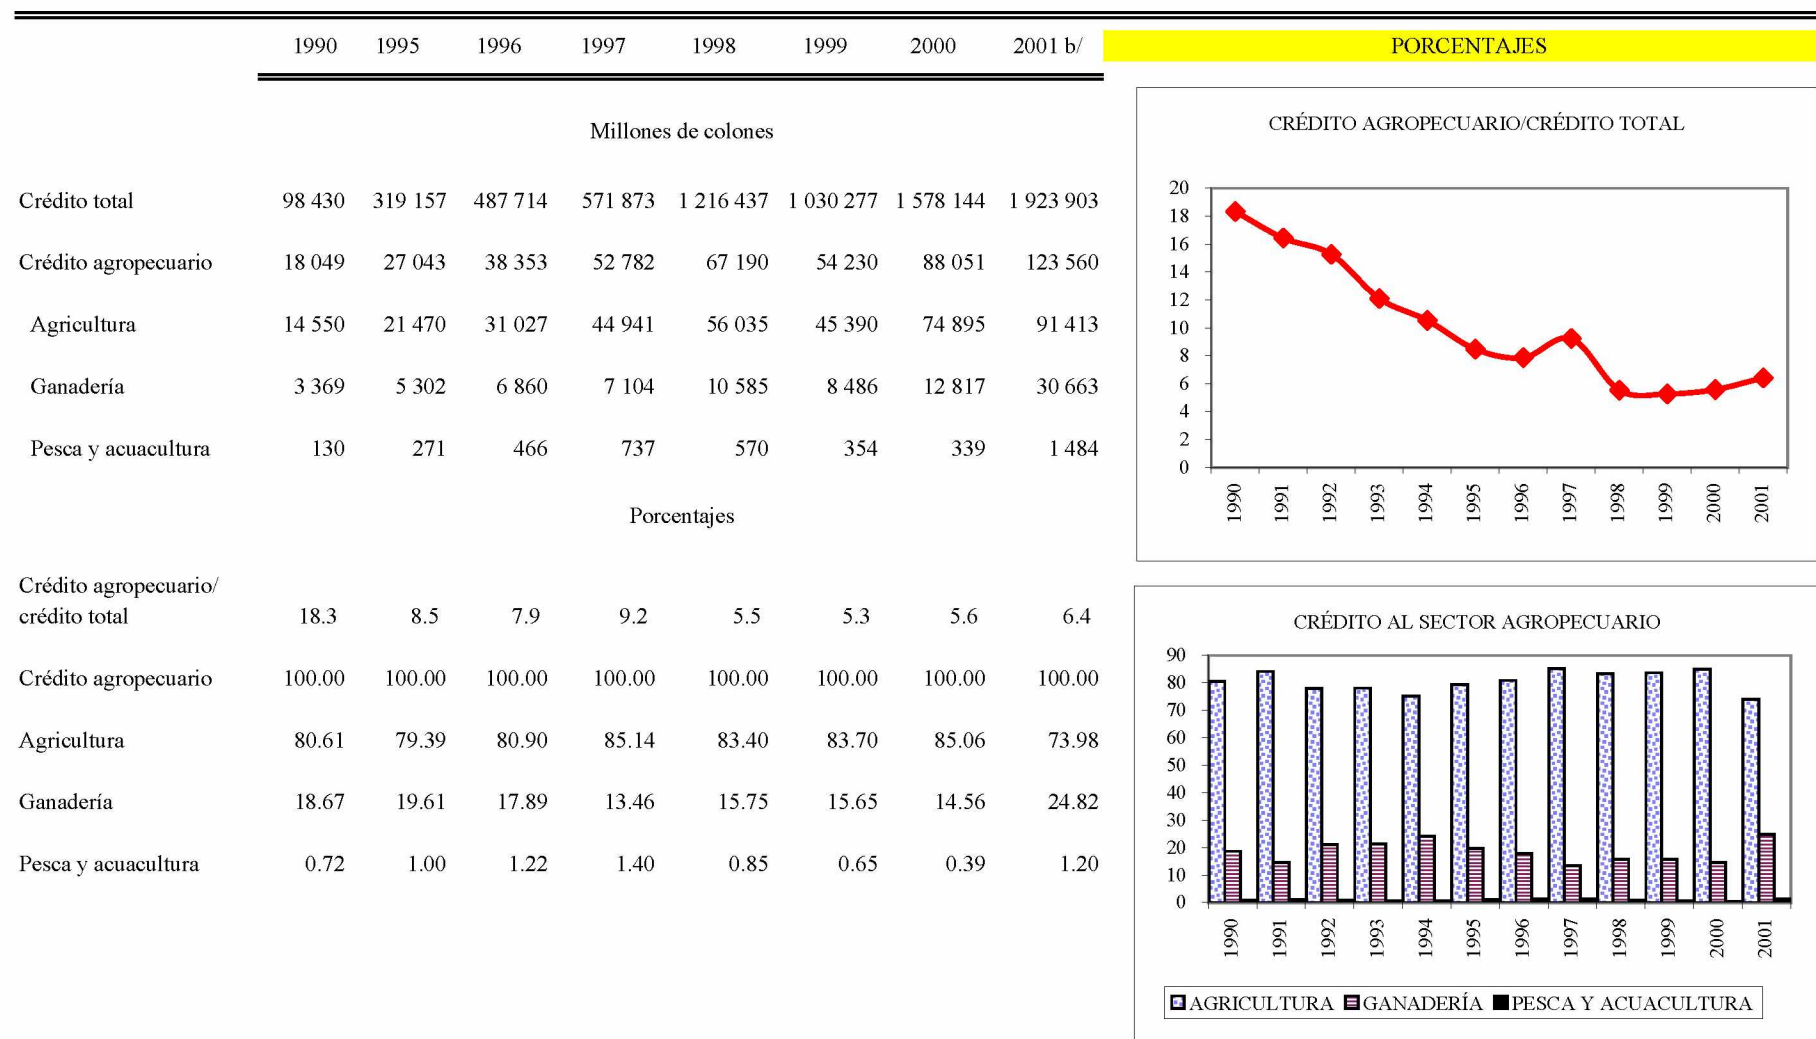 1990 1995 1996 1997 1998 1999 2000 2001 b/
Millones de colones
Crédito total 98 430 319 157 487 714 571 873 1 216 437 1 030 277 1 578 144 1 923 903
Crédito agropecuario 18 049 27 043 38 353 52 782 67 190 54 230 88 051 123 560
Agricultura 14 550 21 470 31 027 44 941 56 035 45 390 74 895 91 413
Ganadería 3 369 5 302 6 860 7 104 10 585 8 486 12 817 30 663
Pesca y acuacultura 130 271 466 737 570 354 339 1 484
Porcentajes
Crédito agropecuario/
crédito total 18.3 8.5 7.9 9.2 5.5 5.3 5.6 6.4
Crédito agropecuario 100.00 100.00 100.00 100.00 100.00 100.00 100.00 100.00
Agricultura 80.61 79.39 80.90 85.14 83.40 83.70 85.06 73.98
Ganadería 18.67 19.61 17.89 13.46 15.75 15.65 14.56 24.82
Pesca y acuacultura 0.72 1.00 1.22 1.40 0.85 0.65 0.39 1.20
PORCENTAJES
CRÉDITO AGROPECUARIO/CRÉDITO TOTAL
20
18
16
14
12
10
8
6
4
2
0
1990 1991 1992 1993 1994 1995 1996 1997 1998 1999 2000 2001
CRÉDITO AL SECTOR AGROPECUARIO
90
80
70
60
50
40
30
20
10
0
1990 1991 1992 1993 1994 1995 1996 1997 1998 1999 2000 2001
AGRICULTURA GANADERÍA PESCA Y ACUACULTURA